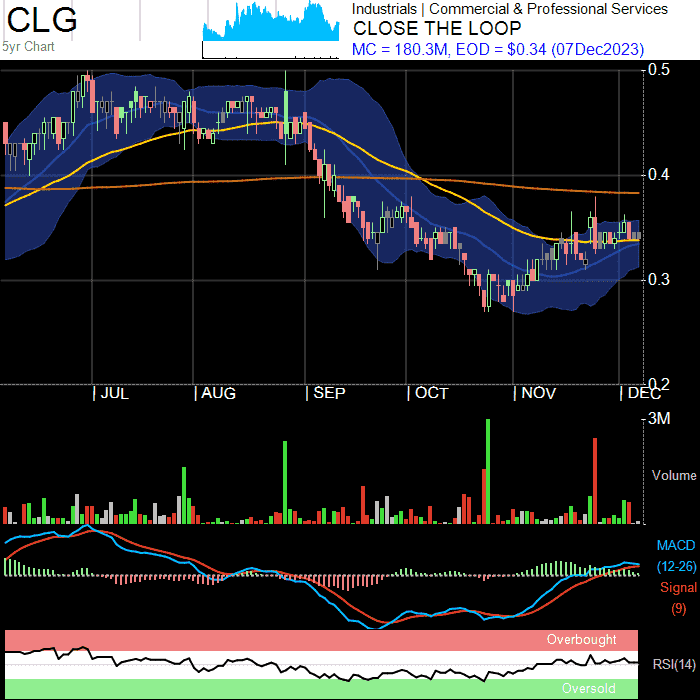 CLG
5yr Chart
Industrials | Commercial & Professional Services
CLOSE THE LOOP
MC = 180.3M, EOD = $0.34 (07Dec2023)
0.5
0.4
0.3
0.2
| JUL | AUG | SEP | OCT | NOV | DEC
3M
Volume
MACD
(12-26)
Signal
(9)
Overbought
RSI(14)
Oversold